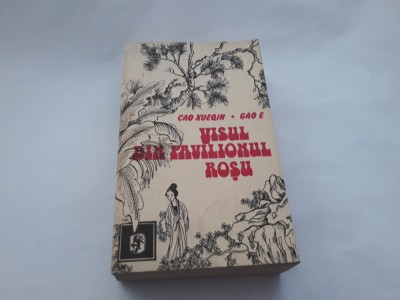 CAO XUEQIN • GAO E
VISUL
DIN PAVILIONUL
ROȘU